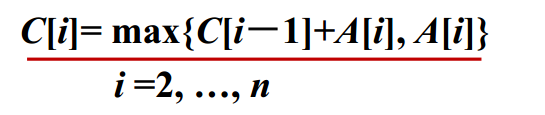 C[i]= max{C[i－1]+A[i], A[i]}
i =2, …, n